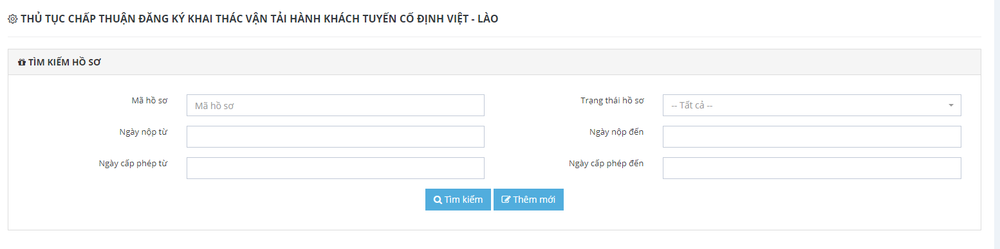 THỦ TỤC CHẤP THUẬN ĐĂNG KÝ KHAI THÁC VẬN TẢI HÀNH KHÁCH TUYẾN CỐ ĐỊNH VIỆT - LÀO
TÌM KIẾM HỒ SƠ
Mã hồ sơ Mã hồ sơ Trạng thái hồ sơ -- Tất cả --
Ngày nộp từ Ngày nộp đến
Ngày cấp phép từ Ngày cấp phép đến
Tìm kiếm Thêm mới